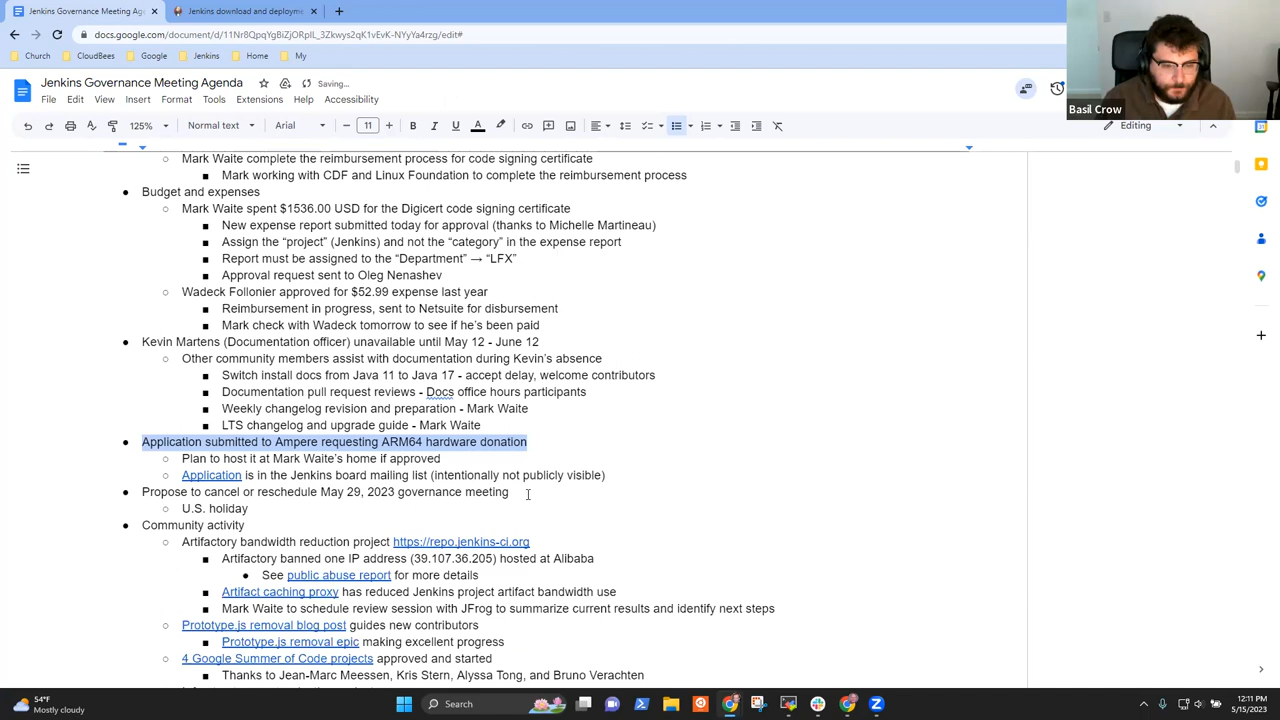 Jenkins Governance Meeting Age
Jenkins download and deploym
docs.google.com/document/d/11Nr8QpqYgBiZjORpIL_3Zkwys2qK1vEvK-NYyYa4rzg/edit#
Church
CloudBees
Google
Jenkins
Home
My
Jenkins Governance Meeting Agenda
Saving...
File Edit View Insert Format Tools Extensions Help Accessibility
125% Normal text Arial 11 Editing
Basil Crow
Mark Waite complete the reimbursement process for code signing certificate
Mark working with CDF and Linux Foundation to complete the reimbursement process
Budget and expenses
Mark Waite spent $1536.00 USD for the Digicert code signing certificate
New expense report submitted today for approval (thanks to Michelle Martineau)
Assign the “project” (Jenkins) and not the “category” in the expense report
Report must be assigned to the “Department” → “LFX”
Approval request sent to Oleg Nenashev
Wadeck Follonier approved for $52.99 expense last year
Reimbursement in progress, sent to Netsuite for disbursement
Mark check with Wadeck tomorrow to see if he’s been paid
Kevin Martens (Documentation officer) unavailable until May 12 - June 12
Other community members assist with documentation during Kevin’s absence
Switch install docs from Java 11 to Java 17 - accept delay, welcome contributors
Documentation pull request reviews - Docs office hours participants
Weekly changelog revision and preparation - Mark Waite
LTS changelog and upgrade guide - Mark Waite
Application submitted to Ampere requesting ARM64 hardware donation
Plan to host it at Mark Waite’s home if approved
Application is in the Jenkins board mailing list (intentionally not publicly visible)
Propose to cancel or reschedule May 29, 2023 governance meeting
U.S. holiday
Community activity
Artifactory bandwidth reduction project https://repo.jenkins-ci.org
Artifactory banned one IP address (39.107.36.205) hosted at Alibaba
See public abuse report for more details
Artifact caching proxy has reduced Jenkins project artifact bandwidth use
Mark Waite to schedule review session with JFrog to summarize current results and identify next steps
Prototype.js removal blog post guides new contributors
Prototype.js removal epic making excellent progress
4 Google Summer of Code projects approved and started
Thanks to Jean-Marc Meessen, Kris Stern, Alyssa Tong, and Bruno Verachten
54°F
Mostly cloudy
Search
12:11 PM
5/15/2023